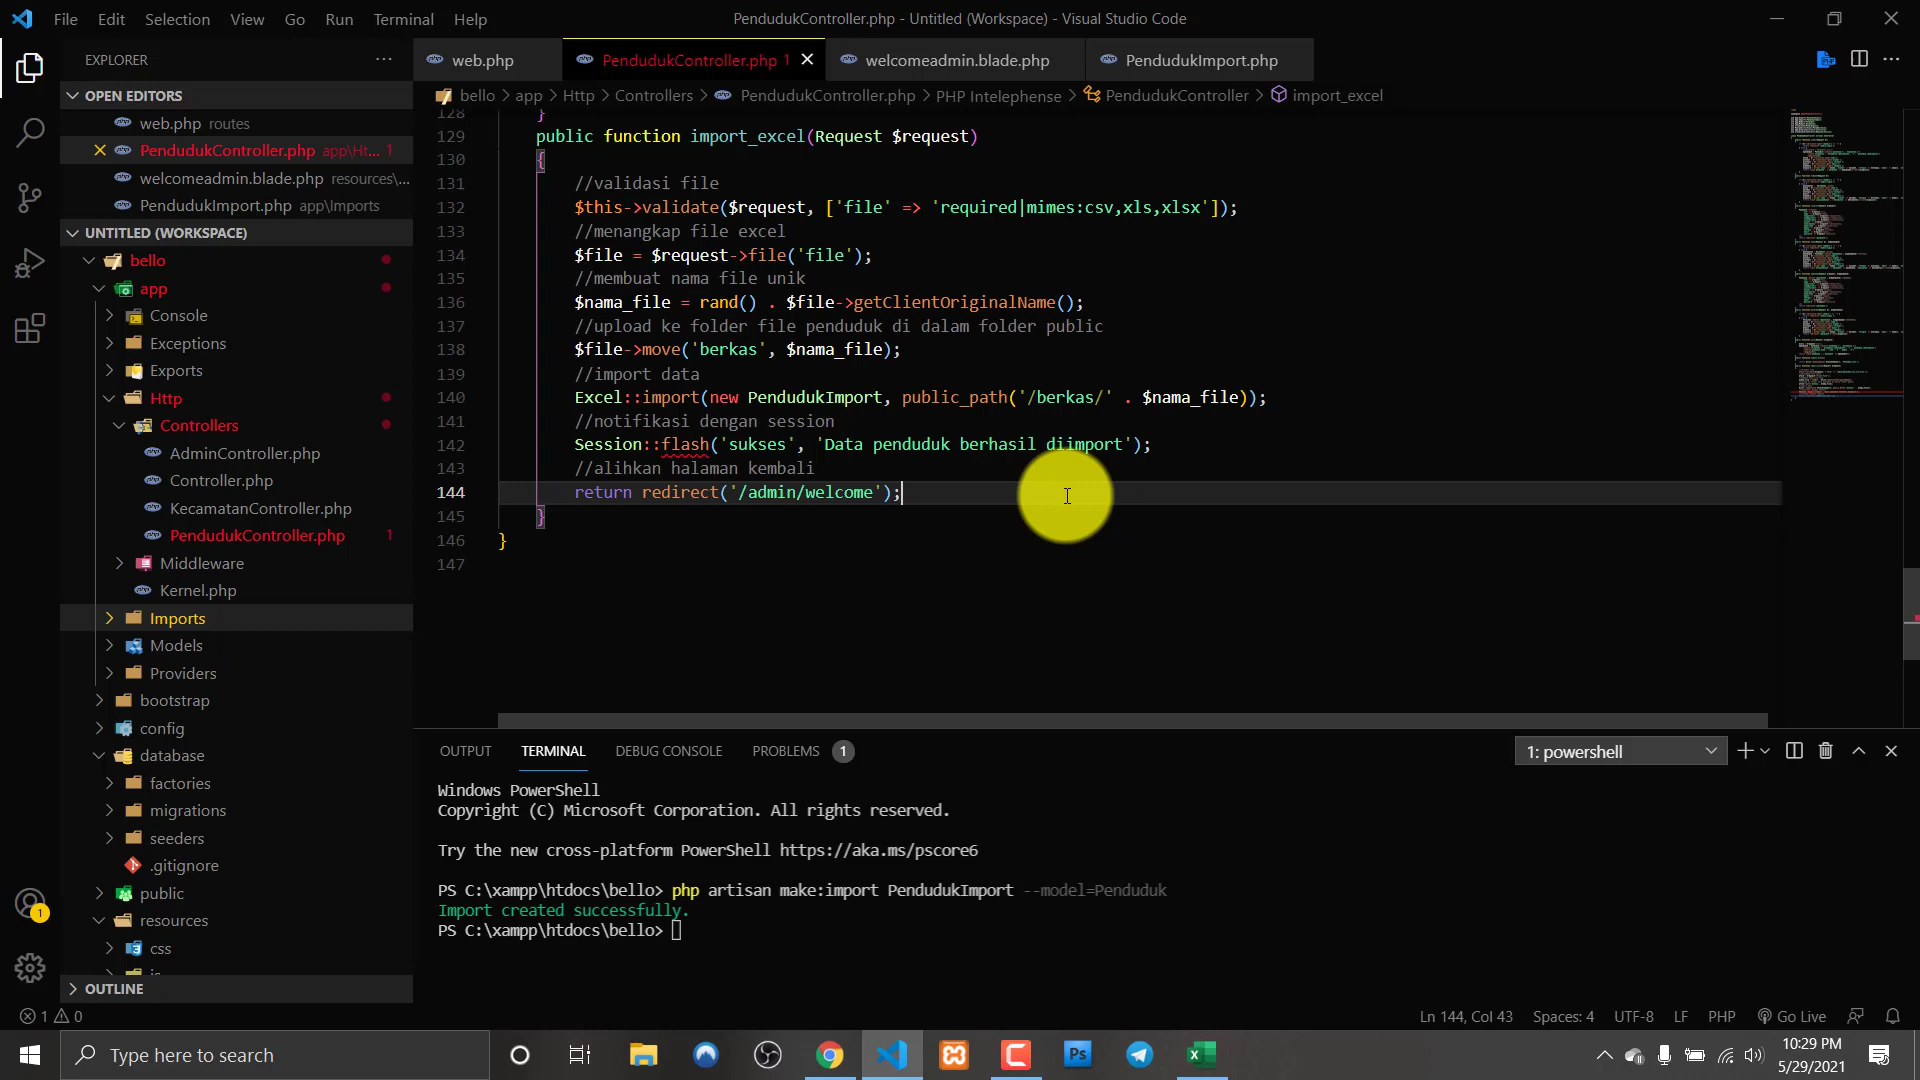 File Edit Selection View Go Run Terminal Help
PendudukController.php - Untitled (Workspace) - Visual Studio Code
EXPLORER
web.php
PendudukController.php 1
welcomeadmin.blade.php
PendudukImport.php
OPEN EDITORS
web.php routes
PendudukController.php app\Ht... 1
welcomeadmin.blade.php resources\...
PendudukImport.php app\Imports
UNTITLED (WORKSPACE)
bello
app
Console
Exceptions
Exports
Http
Controllers
AdminController.php
Controller.php
KecamatanController.php
PendudukController.php 1
Middleware
Kernel.php
Imports
Models
Providers
bootstrap
config
database
factories
migrations
seeders
.gitignore
public
resources
css
OUTLINE
bello > app > Http > Controllers > PendudukController.php > PHP Intelephense > PendudukController > import_excel
128 }
129 public function import_excel(Request $request)
130 {
131 //validasi file
132 $this->validate($request, ['file' => 'required|mimes:csv,xls,xlsx']);
133 //menangkap file excel
134 $file = $request->file('file');
135 //membuat nama file unik
136 $nama_file = rand() . $file->getClientOriginalName();
137 //upload ke folder file penduduk di dalam folder public
138 $file->move('berkas', $nama_file);
139 //import data
140 Excel::import(new PendudukImport, public_path('/berkas/' . $nama_file));
141 //notifikasi dengan session
142 Session::flash('sukses', 'Data penduduk berhasil diimport');
143 //alihkan halaman kembali
144 return redirect('/admin/welcome');
145 }
146 }
147
OUTPUT TERMINAL DEBUG CONSOLE PROBLEMS 1
1: powershell
Windows PowerShell
Copyright (C) Microsoft Corporation. All rights reserved.
Try the new cross-platform PowerShell https://aka.ms/pscore6
PS C:\xampp\htdocs\bello> php artisan make:import PendudukImport --model=Penduduk
Import created successfully.
PS C:\xampp\htdocs\bello>
1
1 0
Ln 144, Col 43 Spaces: 4 UTF-8 LF PHP Go Live
Type here to search
Ps
10:29 PM
5/29/2021